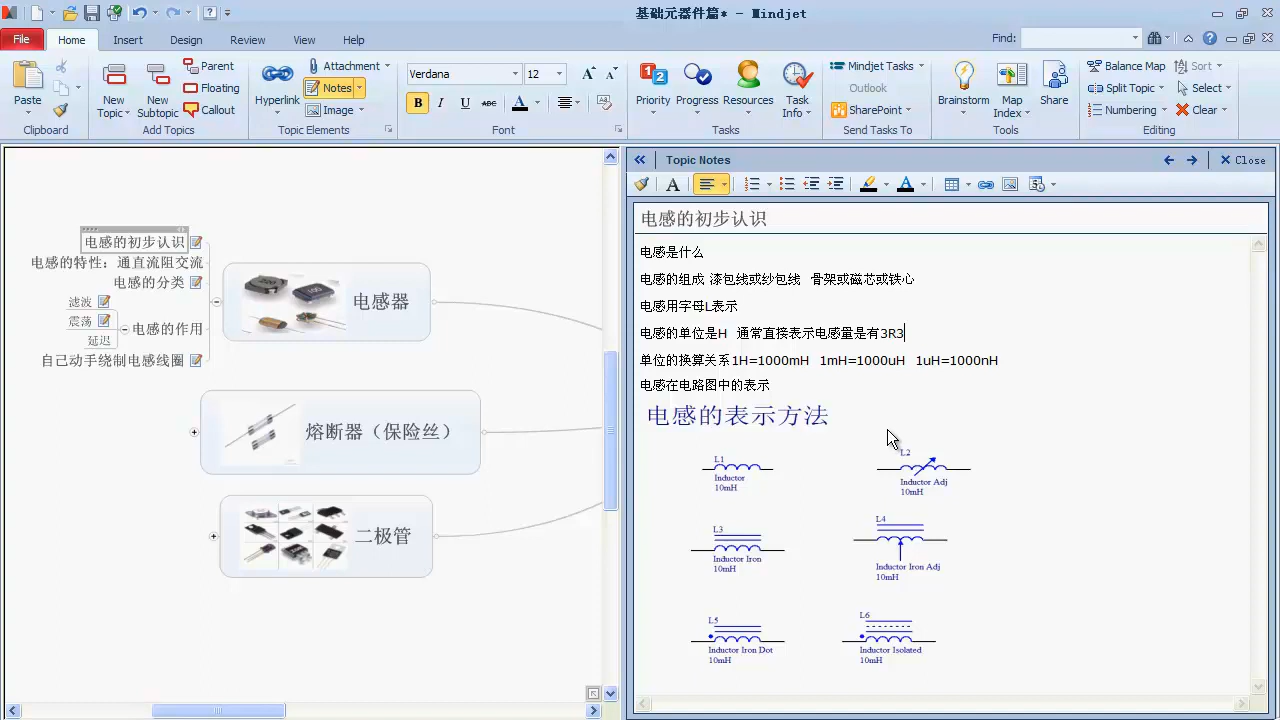 基础元器件篇* - Mindjet
File Home Insert Design Review View Help Find:
Paste
Clipboard
New Topic
New Subtopic
Parent
Floating
Callout
Add Topics
Hyperlink
Attachment
Notes
Image
Topic Elements
Verdana 12
B I U ABC A
Font
Priority
Progress
Resources
Task Info
Tasks
Mindjet Tasks
Outlook
SharePoint
Send Tasks To
Brainstorm
Map Index
Share
Tools
Balance Map
Split Topic
Numbering
Sort
Select
Clear
Editing
电感的初步认识
电感的特性：通直流阻交流
电感的分类
滤波
震荡
延迟
电感的作用
自己动手绕制电感线圈
电感器
熔断器（保险丝）
二极管
Topic Notes Close
电感的初步认识
电感是什么
电感的组成 漆包线或纱包线 骨架或磁芯或铁心
电感用字母L表示
电感的单位是H 通常直接表示电感量是有3R3
单位的换算关系1H=1000mH 1mH=1000uH 1uH=1000nH
电感在电路图中的表示
电感的表示方法
L1
Inductor
10mH
L2
Inductor Adj
10mH
L3
Inductor Iron
10mH
L4
Inductor Iron Adj
10mH
L5
Inductor Iron Dot
10mH
L6
Inductor Isolated
10mH